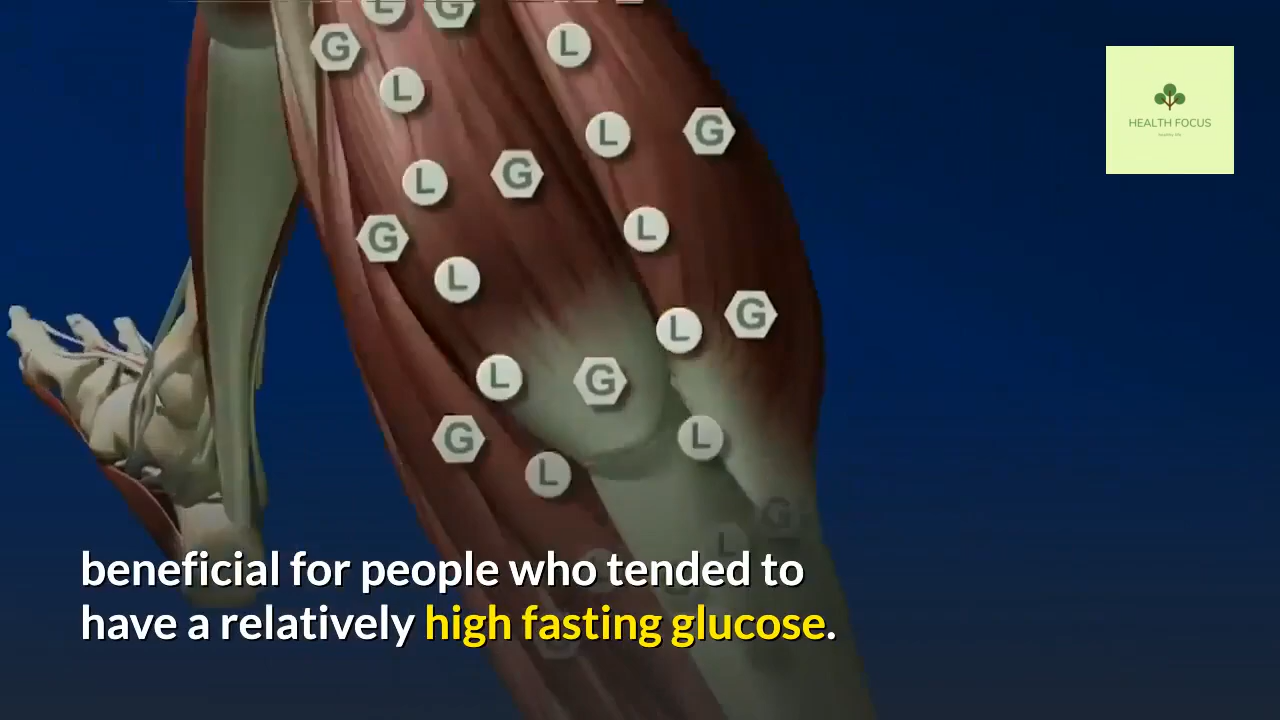 L G
G L
L
L G
G L
L
G L
L
L G
L G
G L
L
G
L
HEALTH FOCUS
beneficial for people who tended to
have a relatively high fasting glucose.